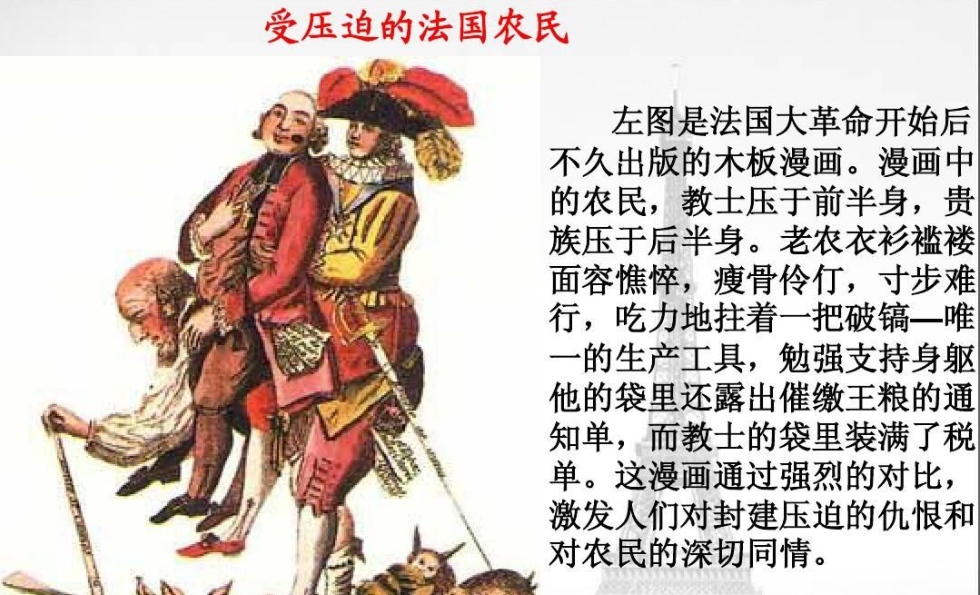 受压迫的法国农民
左图是法国大革命开始后
不久出版的木板漫画。漫画中
的农民，教士压于前半身，贵
族压于后半身。老农衣衫褴褛
面容憔悴，瘦骨伶仃，寸步难
行，吃力地拄着一把破镐—唯
一的生产工具，勉强支持身躯
他的袋里还露出催缴王粮的通
知单，而教士的袋里装满了税
单。这漫画通过强烈的对比，
激发人们对封建压迫的仇恨和
对农民的深切同情。